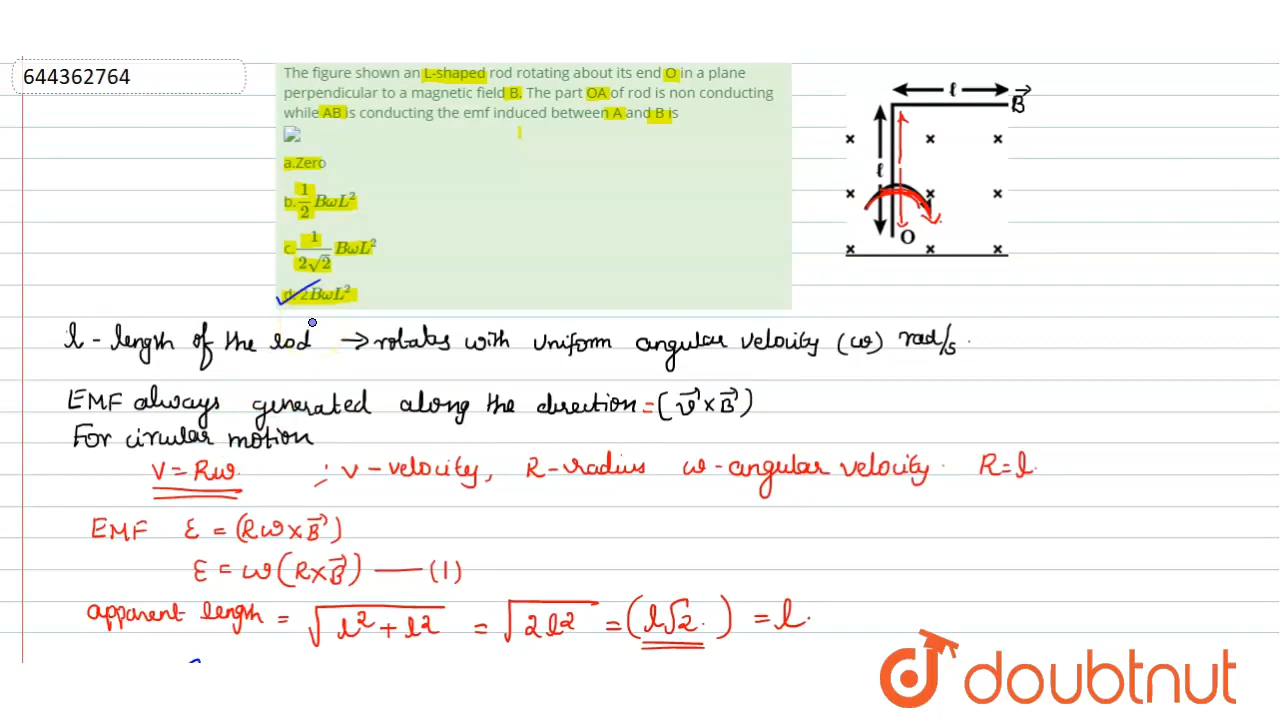 644362764
The figure shown an L-shaped rod rotating about its end O in a plane
perpendicular to a magnetic field B. The part OA of rod is non conducting
while AB is conducting the emf induced between A and B is
a.Zero
b. 1/2 BωL²
c. 1/(2√2) BωL²
d. 2BωL²
ℓ
B⃗
× × ×
ℓ
× × ×
O
× × ×
l - length of the rod → rotates with uniform angular velocity (ω) rad/s.
EMF always generated along the direction = (v⃗ × B⃗)
For circular motion
V = Rω. ; v - velocity, R - radius ω - angular velocity. R = l.
EMF ε = (Rω × B⃗)
ε = ω (R × B⃗) — (1)
apparent length = √(l² + l²) = √(2l²) = (l√2.) = l.
doubtnut